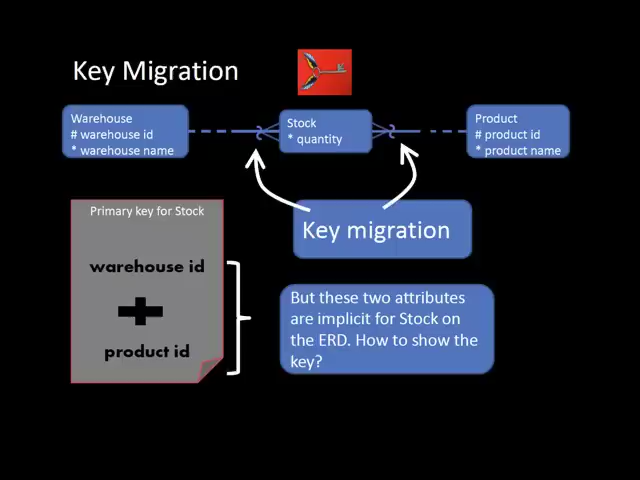 Key Migration
Warehouse
# warehouse id
* warehouse name
Stock
* quantity
Product
# product id
* product name
Primary key for Stock
Key migration
warehouse id
product id
But these two attributes
are implicit for Stock on
the ERD. How to show the
key?